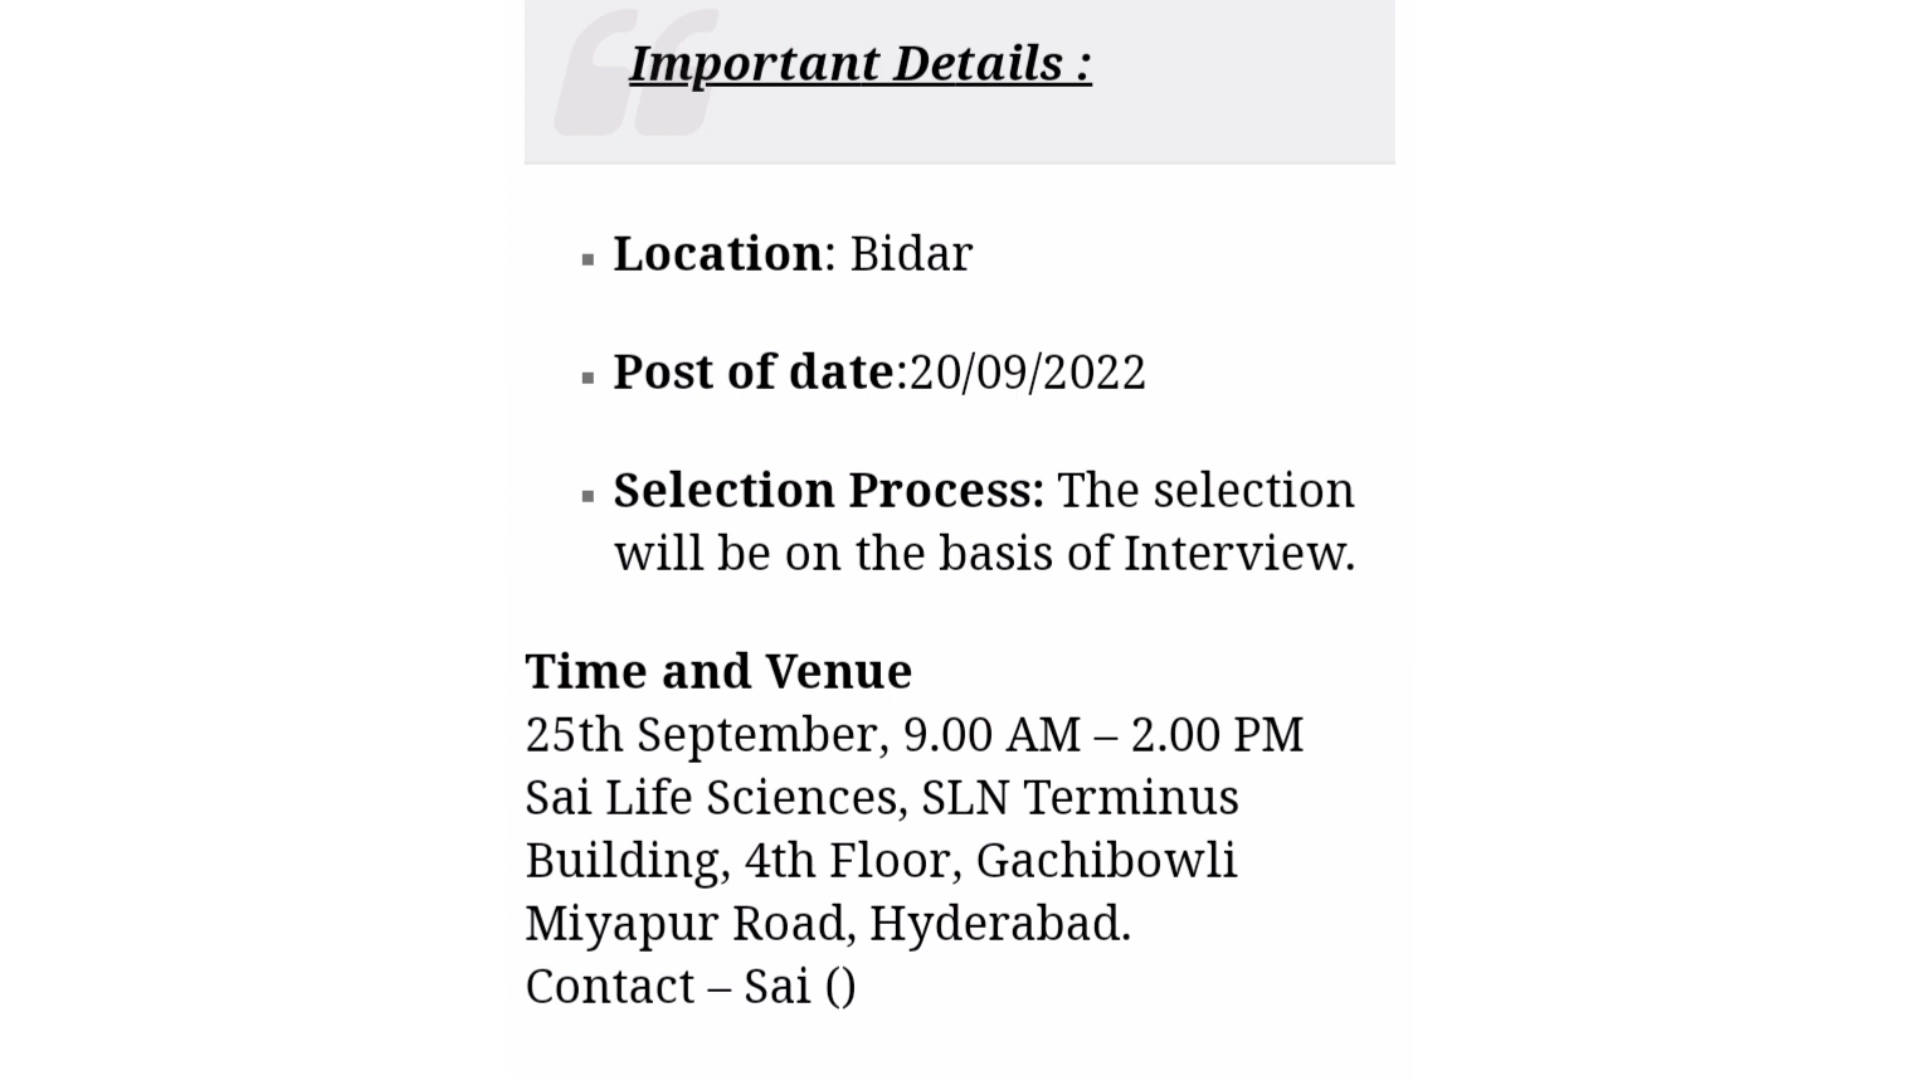 Important Details :
Location: Bidar
Post of date:20/09/2022
Selection Process: The selection
will be on the basis of Interview.
Time and Venue
25th September, 9.00 AM – 2.00 PM
Sai Life Sciences, SLN Terminus
Building, 4th Floor, Gachibowli
Miyapur Road, Hyderabad.
Contact – Sai ()